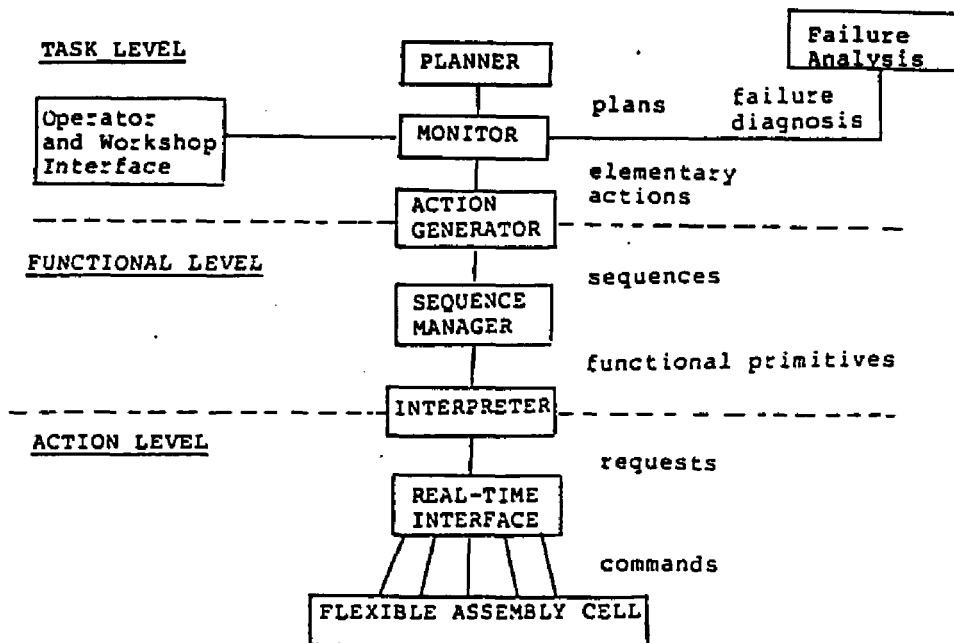 TASK LEVEL
PLANNER
Failure
Analysis
plans
failure
diagnosis
Operator
and Workshop
Interface
MONITOR
elementary
actions
ACTION
GENERATOR
FUNCTIONAL LEVEL
sequences
SEQUENCE
MANAGER
functional primitives
INTERPRETER
ACTION LEVEL
requests
REAL-TIME
INTERFACE
commands
FLEXIBLE ASSEMBLY CELL